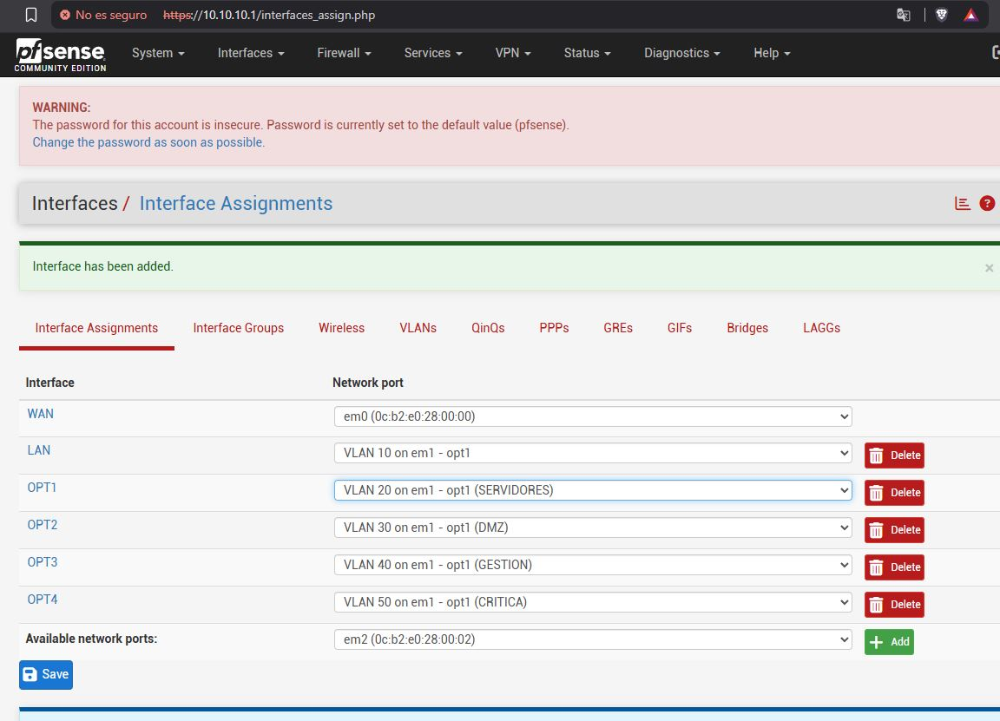 No es seguro https://10.10.10.1/interfaces_assign.php
pfsense COMMUNITY EDITION System Interfaces Firewall Services VPN Status Diagnostics Help
WARNING:
The password for this account is insecure. Password is currently set to the default value (pfsense).
Change the password as soon as possible.
Interfaces / Interface Assignments
Interface has been added.
Interface Assignments Interface Groups Wireless VLANs QinQs PPPs GREs GIFs Bridges LAGGs
Interface Network port
WAN em0 (0c:b2:e0:28:00:00)
LAN VLAN 10 on em1 - opt1 Delete
OPT1 VLAN 20 on em1 - opt1 (SERVIDORES) Delete
OPT2 VLAN 30 on em1 - opt1 (DMZ) Delete
OPT3 VLAN 40 on em1 - opt1 (GESTION) Delete
OPT4 VLAN 50 on em1 - opt1 (CRITICA) Delete
Available network ports: em2 (0c:b2:e0:28:00:02) Add
Save